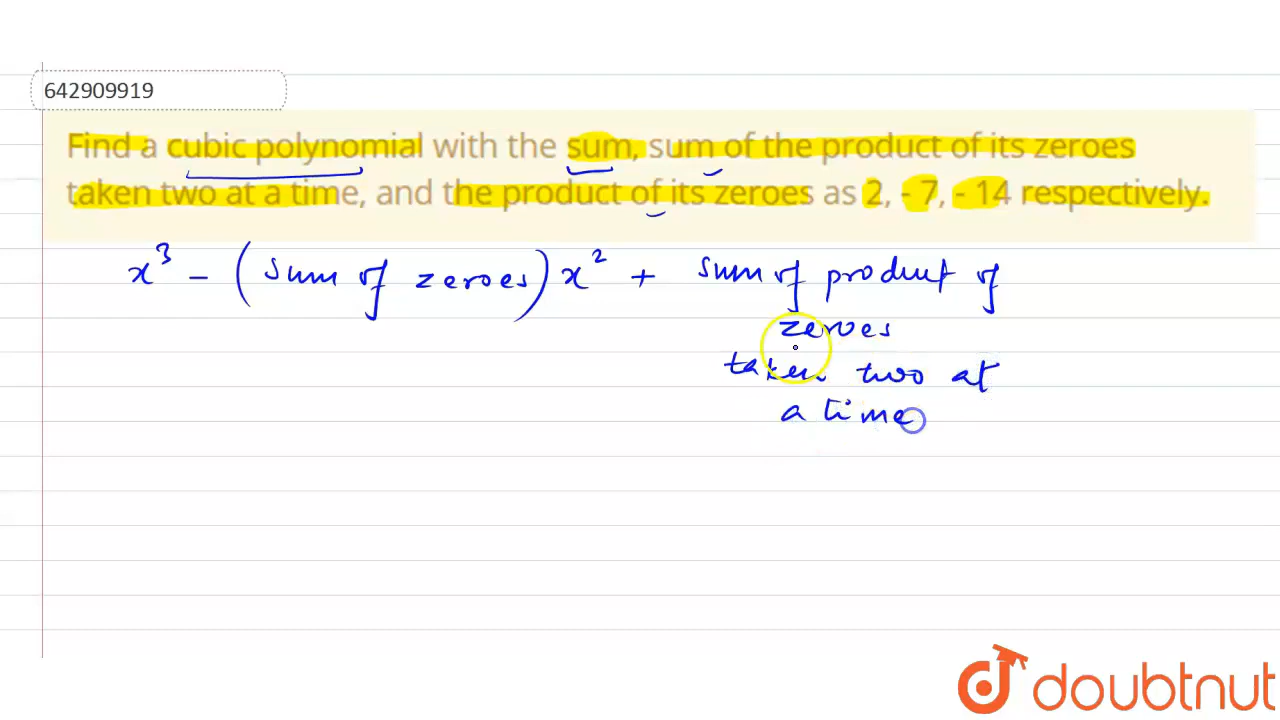 642909919
Find a cubic polynomial with the sum, sum of the product of its zeroes
taken two at a time, and the product of its zeroes as 2, - 7, - 14 respectively.
x³ - (sum of zeroes) x² + sum of product of
zeroes
taken two at
a time
doubtnut